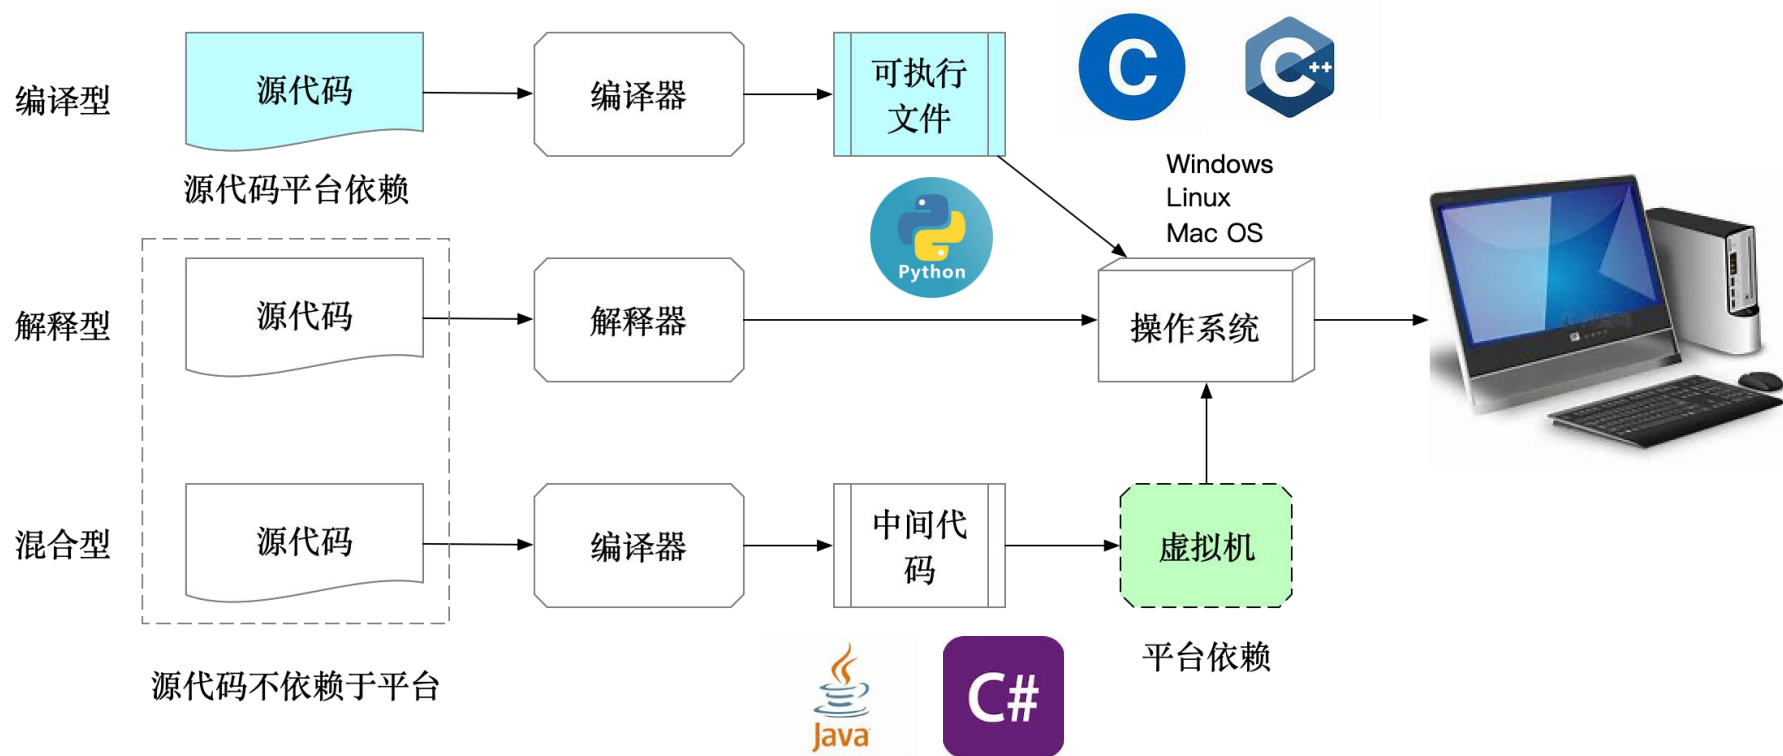 编译型
源代码
编译器
可执行
文件
C
C++
源代码平台依赖
Python
Windows
Linux
Mac OS
解释型
源代码
解释器
操作系统
混合型
源代码
编译器
中间代
码
虚拟机
平台依赖
源代码不依赖于平台
Java
C#